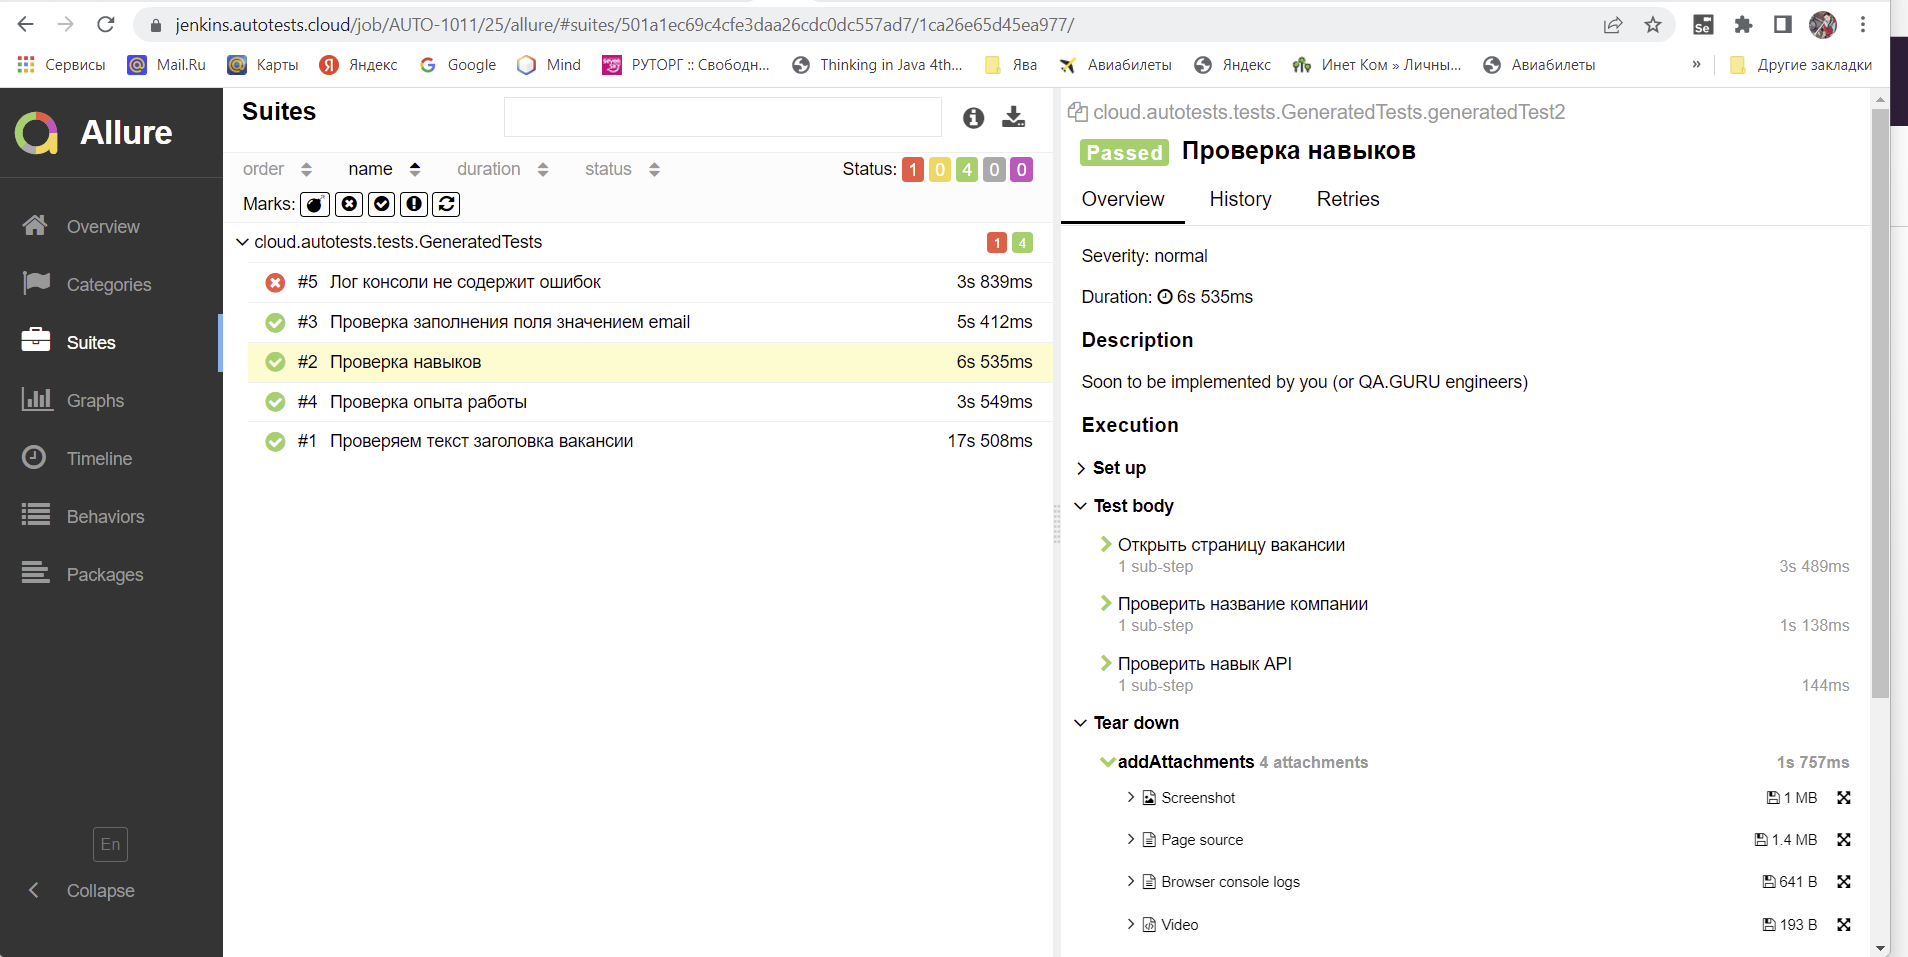 jenkins.autotests.cloud/job/AUTO-1011/25/allure/#suites/501a1ec69c4cfe3daa26cdc0dc557ad7/1ca26e65d45ea977/
Se
Сервисы Mail.Ru Карты Яндекс Google Mind РУТОРГ :: Свободн... Thinking in Java 4th... Ява Авиабилеты Яндекс Инет Ком » Личны... Авиабилеты » Другие закладки
Allure
Overview
Categories
Suites
Graphs
Timeline
Behaviors
Packages
En
Collapse
Suites
order name duration status Status: 1 0 4 0 0
Marks:
cloud.autotests.tests.GeneratedTests 1 4
#5 Лог консоли не содержит ошибок 3s 839ms
#3 Проверка заполнения поля значением email 5s 412ms
#2 Проверка навыков 6s 535ms
#4 Проверка опыта работы 3s 549ms
#1 Проверяем текст заголовка вакансии 17s 508ms
cloud.autotests.tests.GeneratedTests.generatedTest2
Passed Проверка навыков
Overview History Retries
Severity: normal
Duration: 6s 535ms
Description
Soon to be implemented by you (or QA.GURU engineers)
Execution
Set up
Test body
Открыть страницу вакансии
1 sub-step 3s 489ms
Проверить название компании
1 sub-step 1s 138ms
Проверить навык API
1 sub-step 144ms
Tear down
addAttachments 4 attachments 1s 757ms
Screenshot 1 MB
Page source 1.4 MB
Browser console logs 641 B
Video 193 B